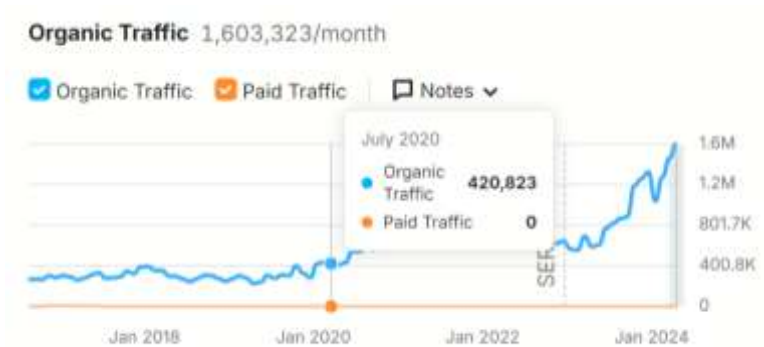 Organic Traffic 1,603,323/month
Organic Traffic Paid Traffic Notes
July 2020
Organic
Traffic 420,823
Paid Traffic 0
1.6M
1.2M
801.7K
400.8K
0
SER
Jan 2018 Jan 2020 Jan 2022 Jan 2024